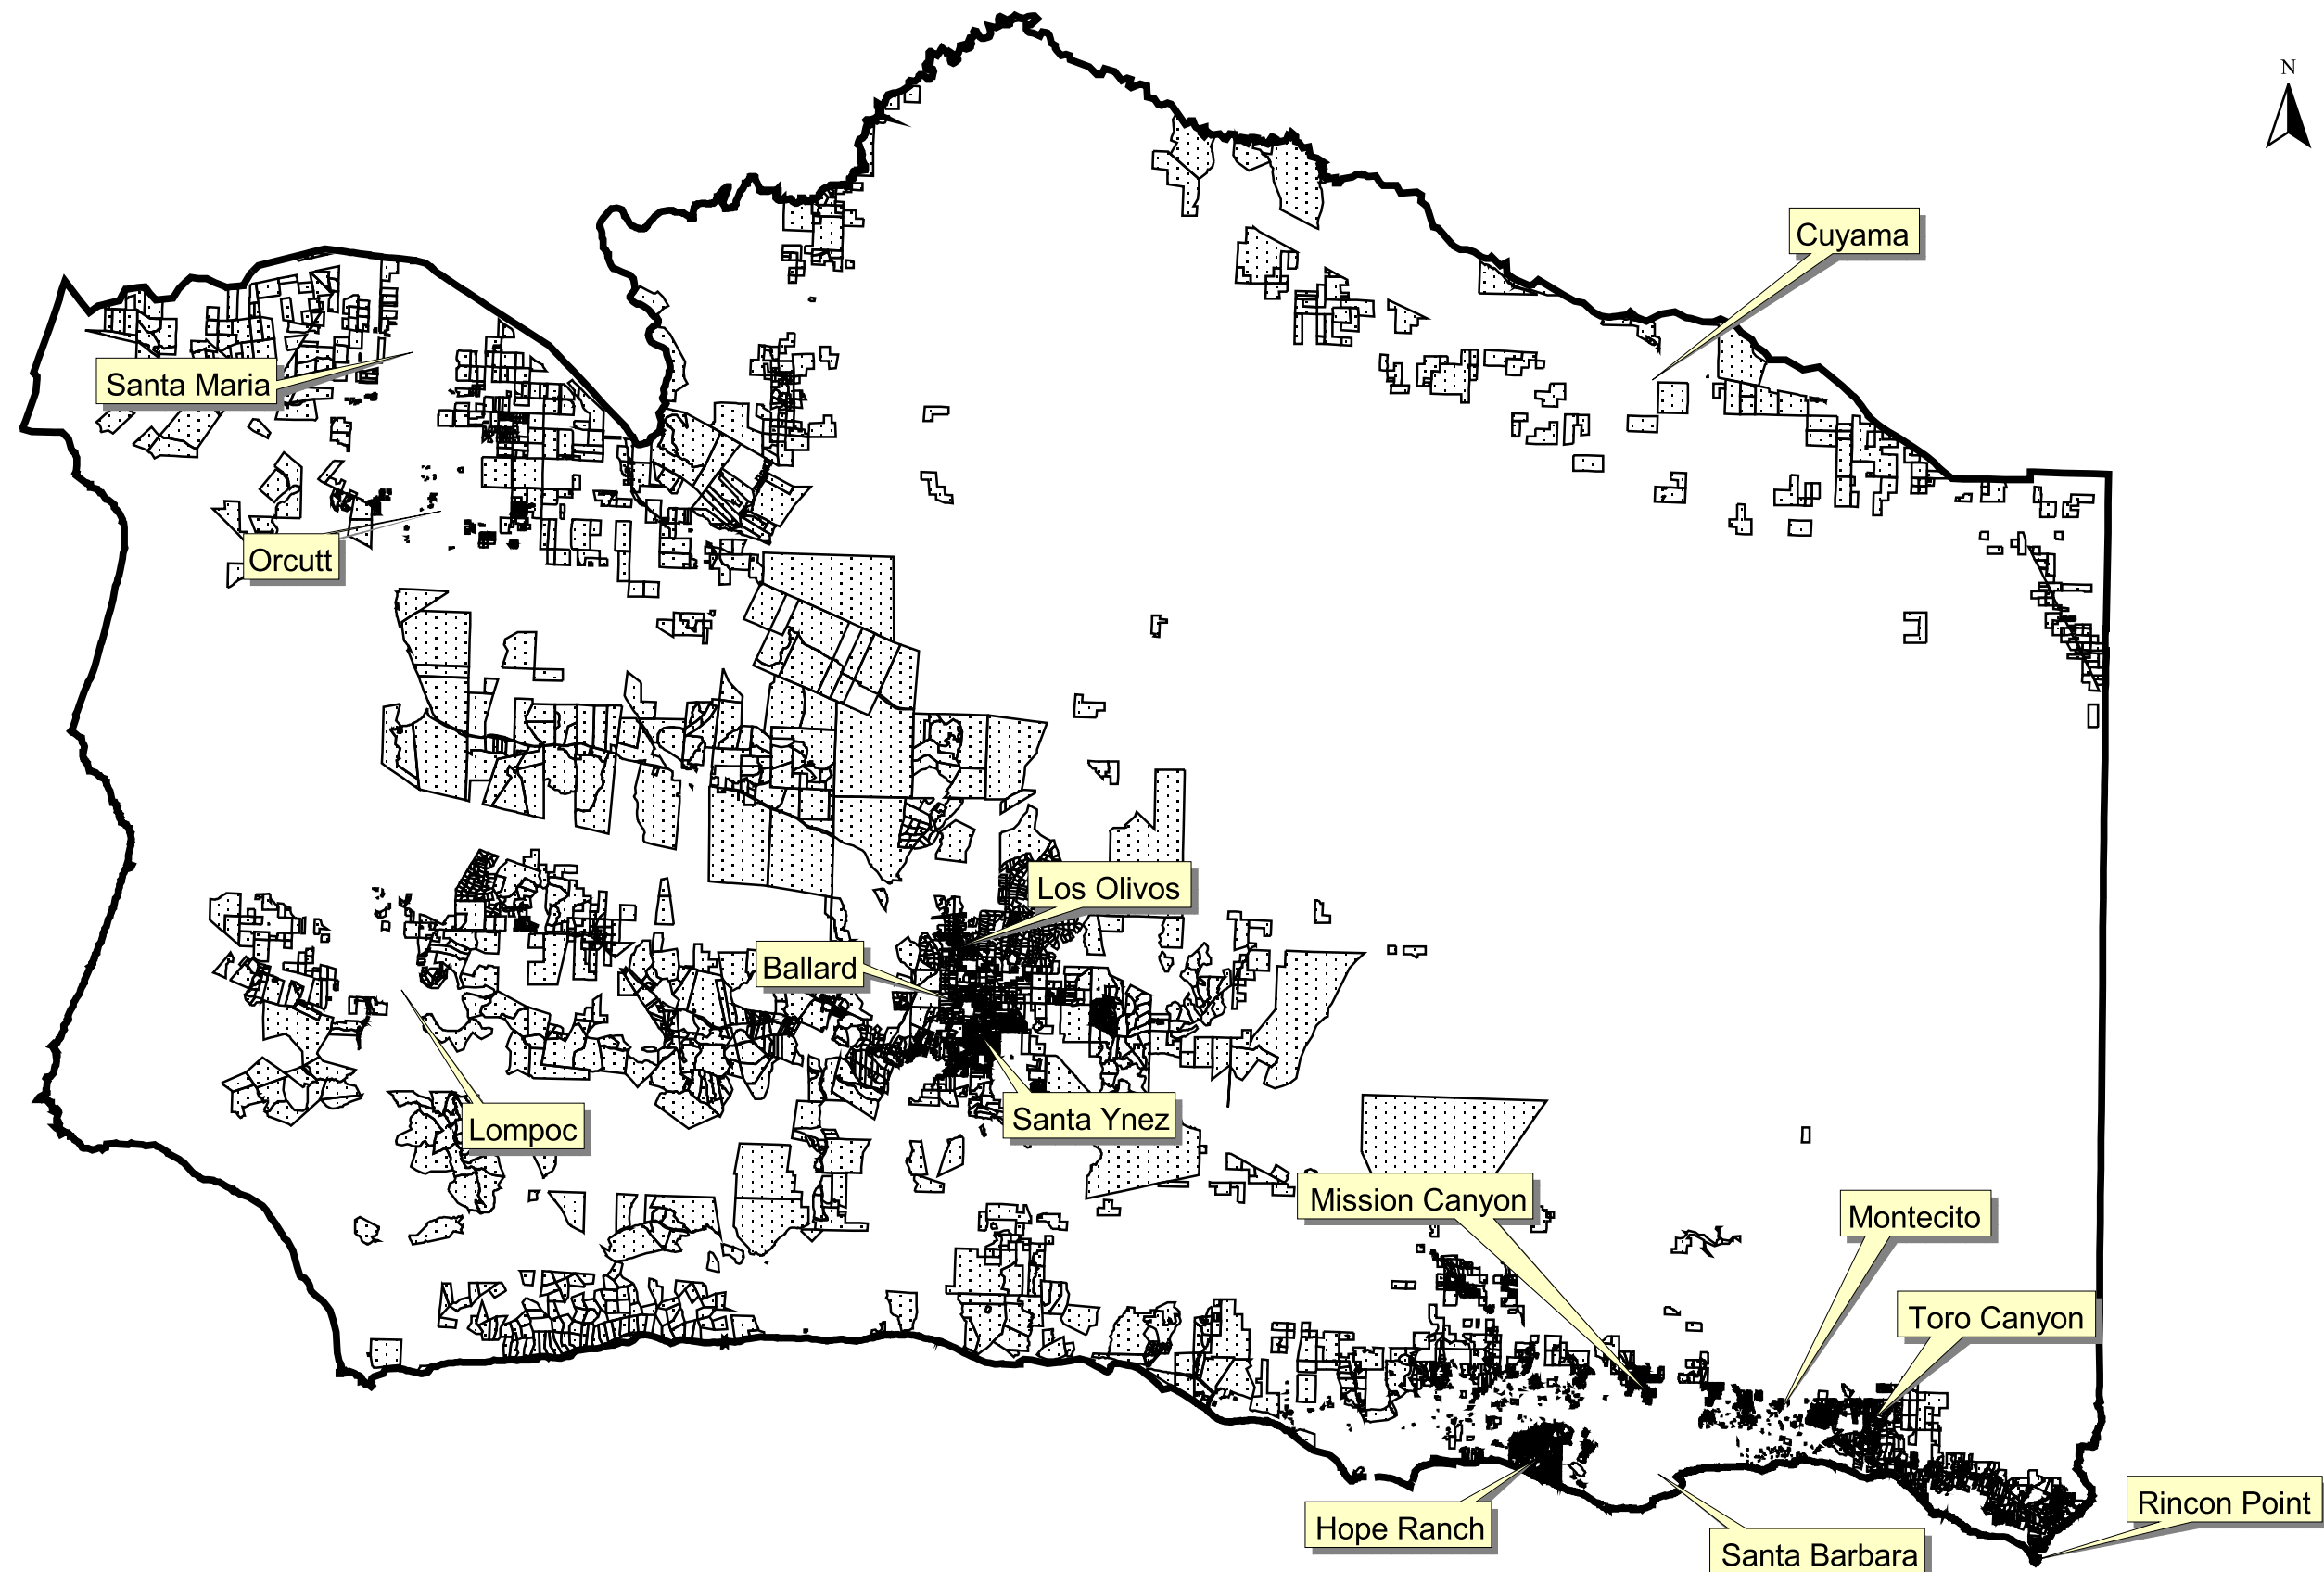 N
Cuyama
Santa Maria
Orcutt
Los Olivos
Ballard
Santa Ynez
Lompoc
Mission Canyon
Montecito
Toro Canyon
Rincon Point
Hope Ranch
Santa Barbara